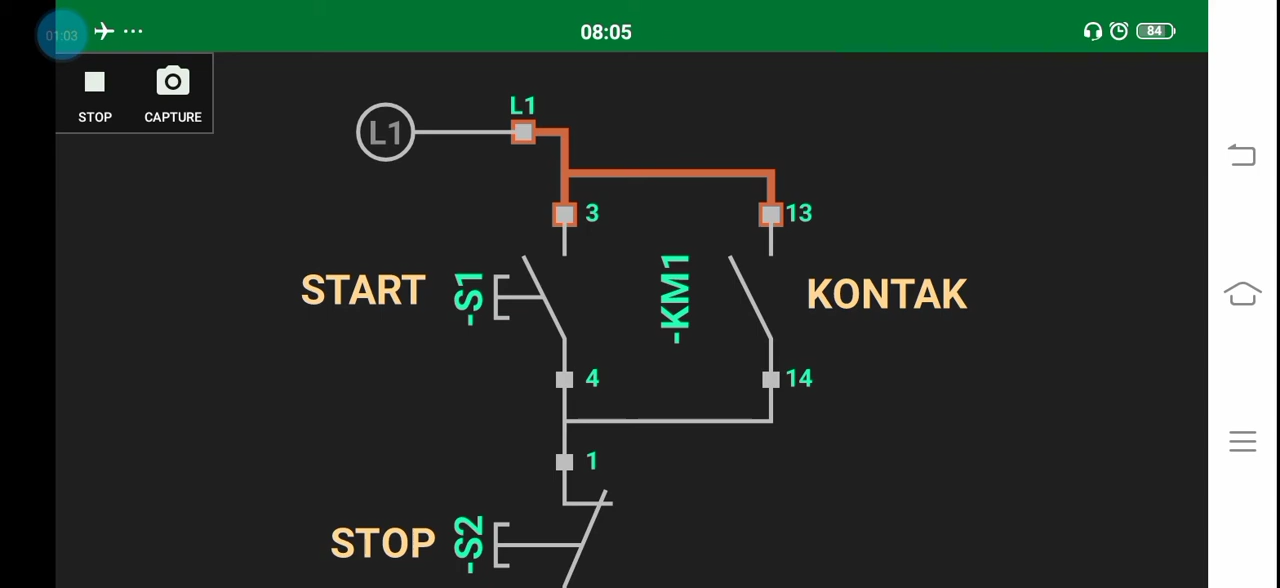 01:03
08:05
84
STOP
CAPTURE
L1
L1
3
13
START
-S1
-KM1
KONTAK
4
14
1
STOP
-S2